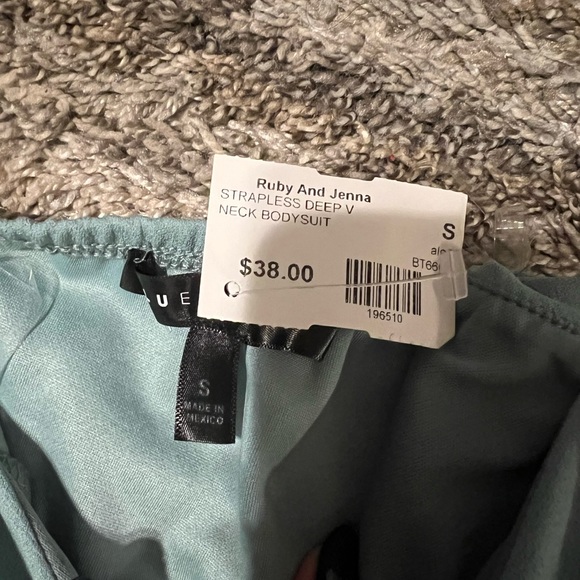 Ruby And Jenna
STRAPLESS DEEP V
NECK BODYSUIT
S
$38.00
196510
S
MADE IN
MEXICO